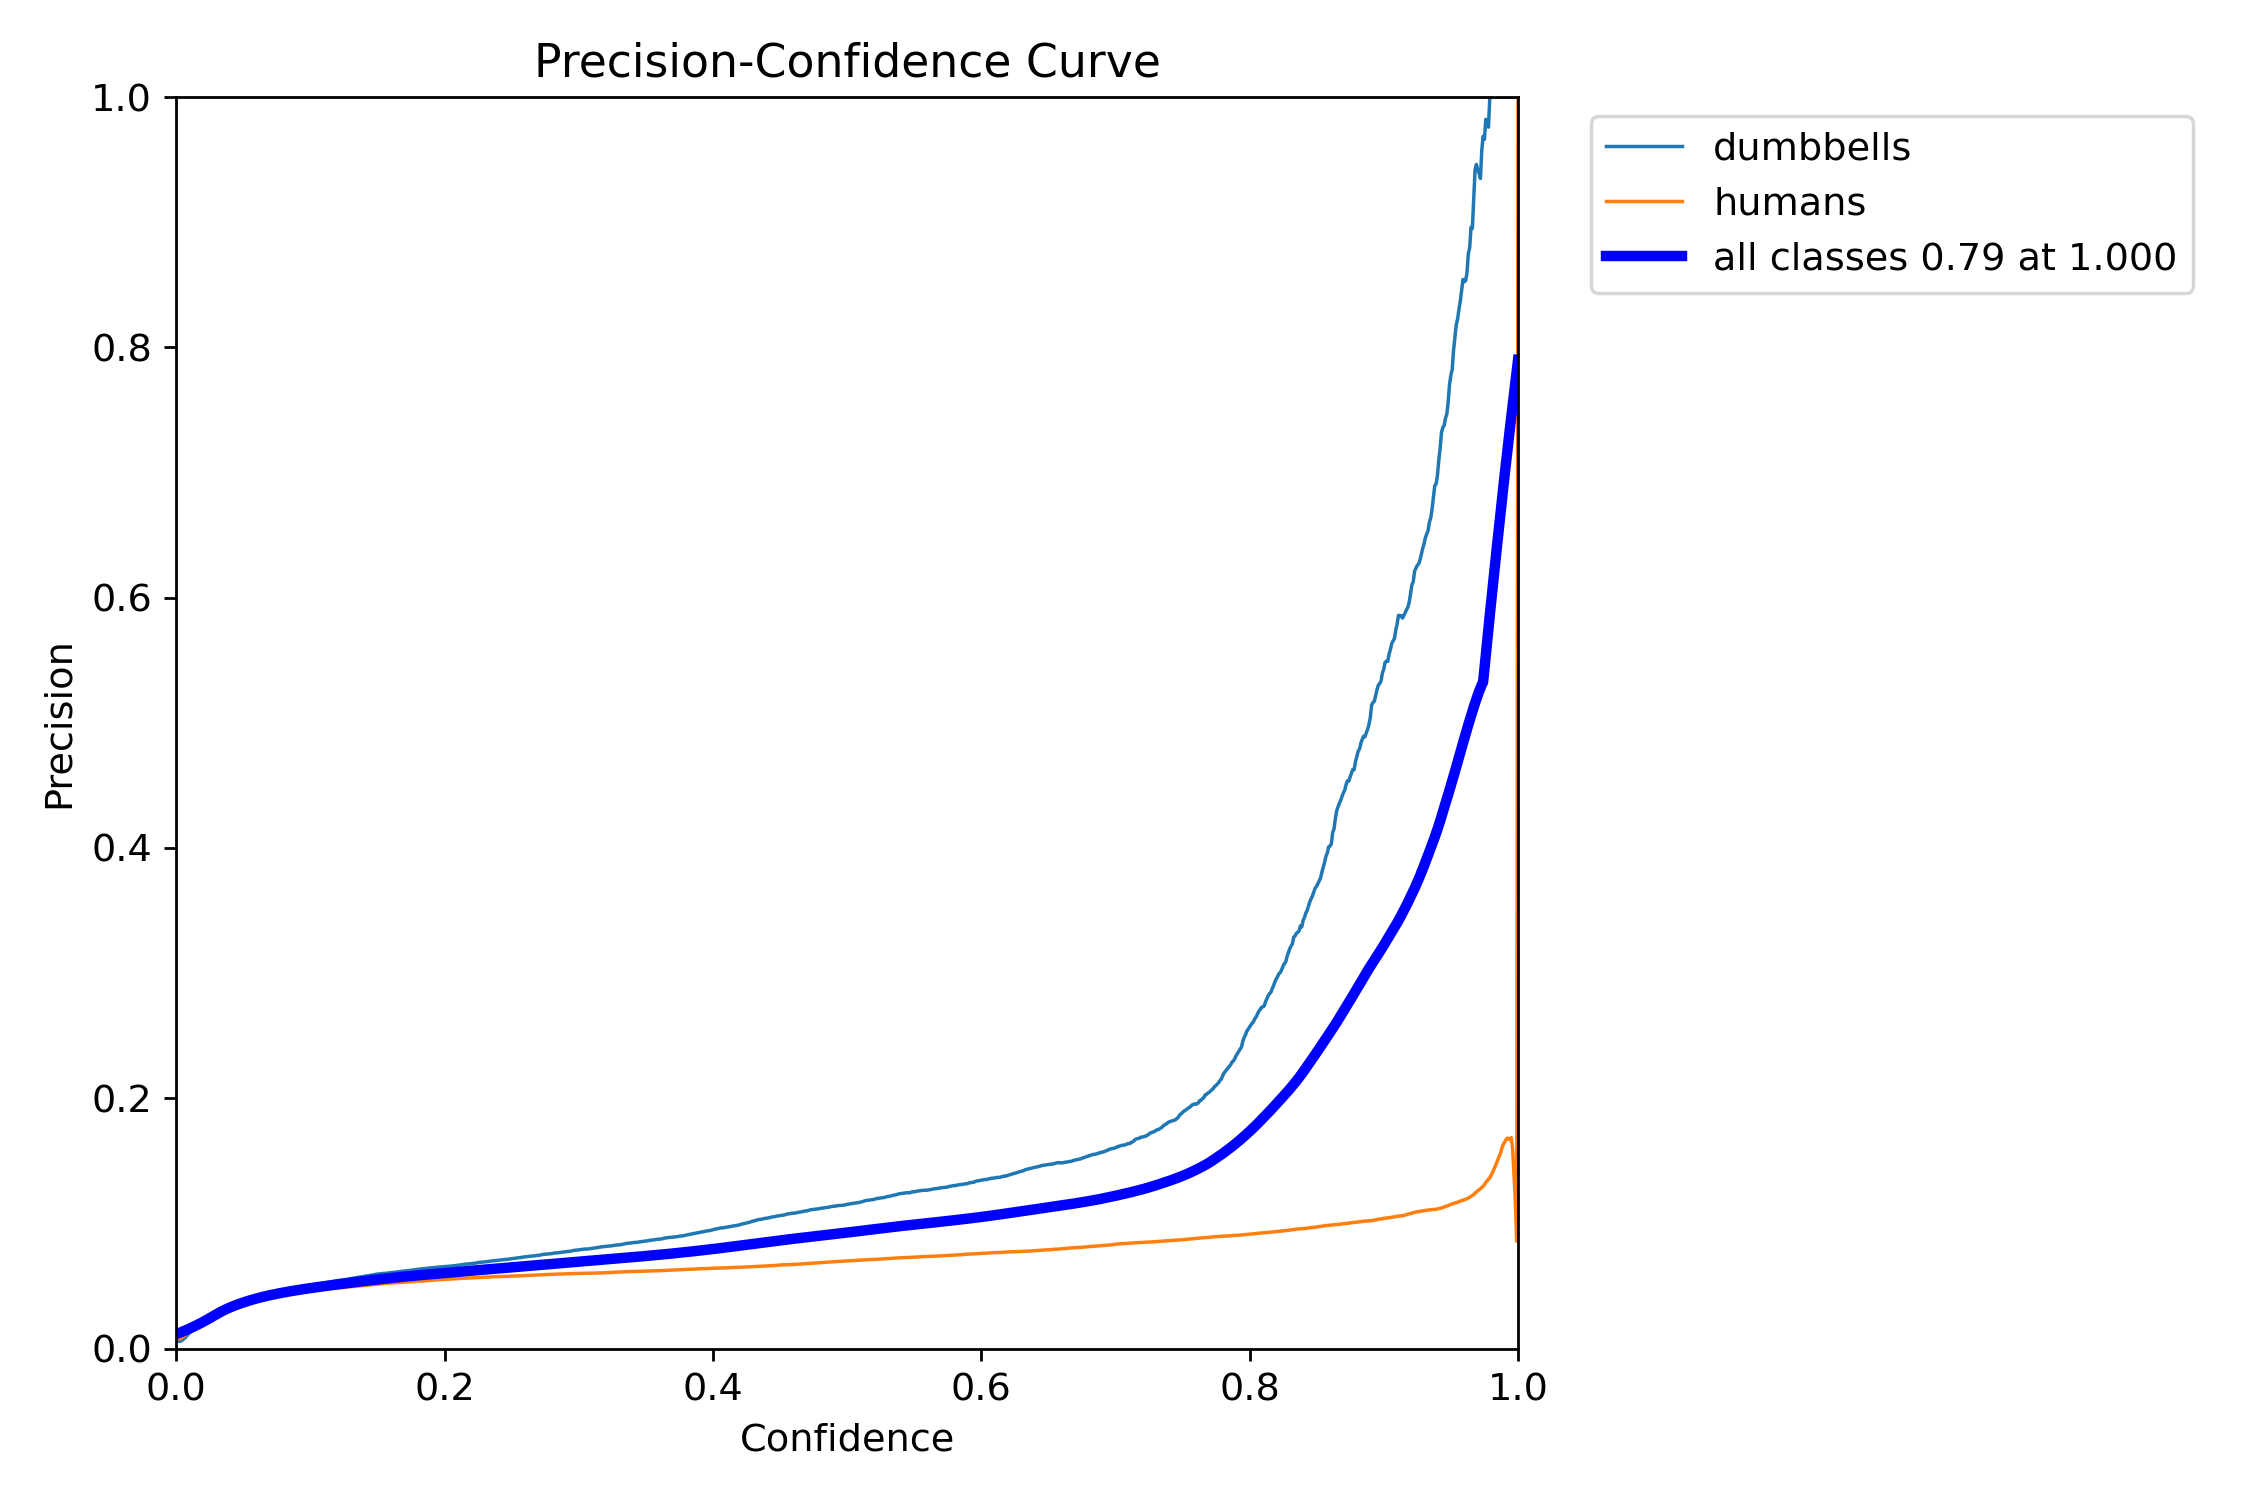 Precision-Confidence Curve
1.0
0.8
0.6
0.4
0.2
0.0
Precision
0.0 0.2 0.4 0.6 0.8 1.0
Confidence
dumbbells
humans
all classes 0.79 at 1.000